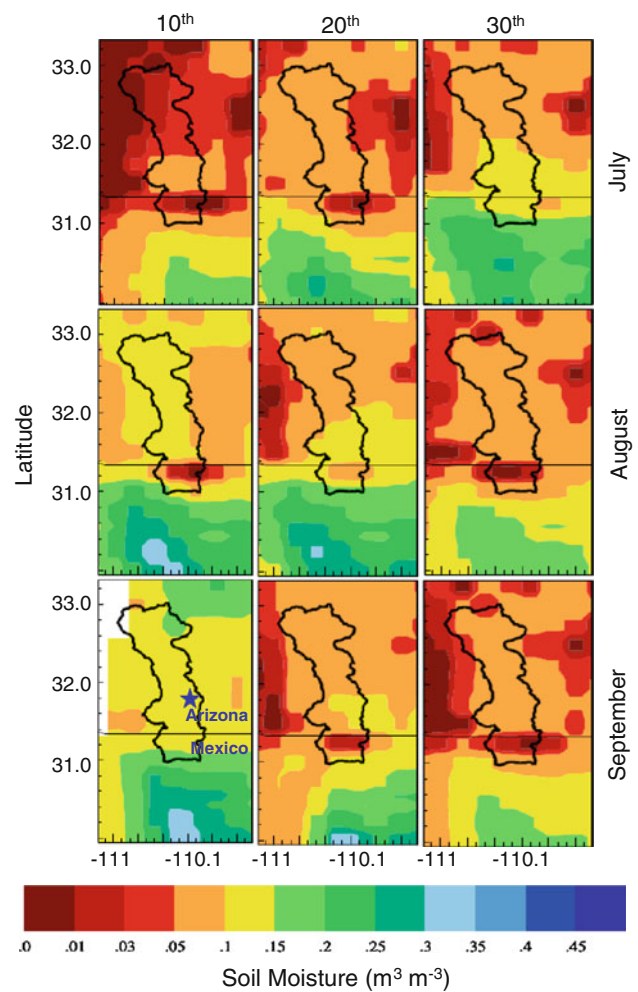 10th 20th 30th
33.0
32.0
31.0
July
33.0
32.0
31.0
August
Latitude
33.0
32.0
31.0
Arizona
Mexico
September
-111 -110.1 -111 -110.1 -111 -110.1
.0 .01 .03 .05 .1 .15 .2 .25 .3 .35 .4 .45
Soil Moisture (m³ m⁻³)